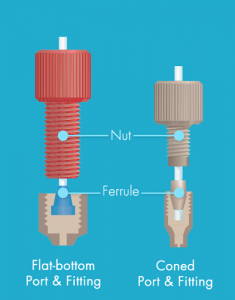 Nut
Ferrule
Flat-bottom
Port & Fitting
Coned
Port & Fitting